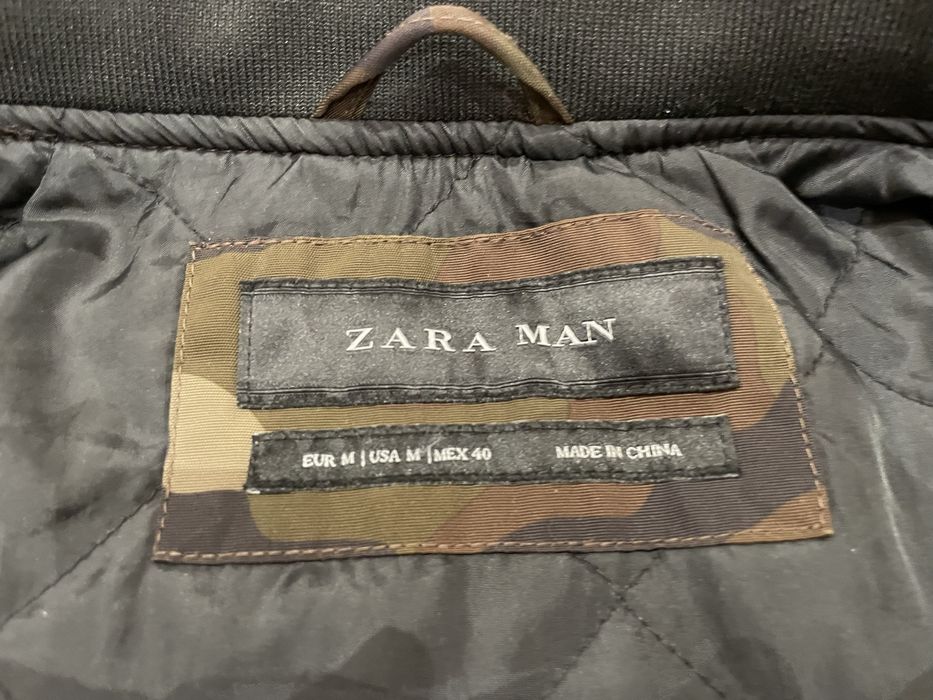 ZARA MAN
EUR M | USA M | MEX 40 MADE IN CHINA